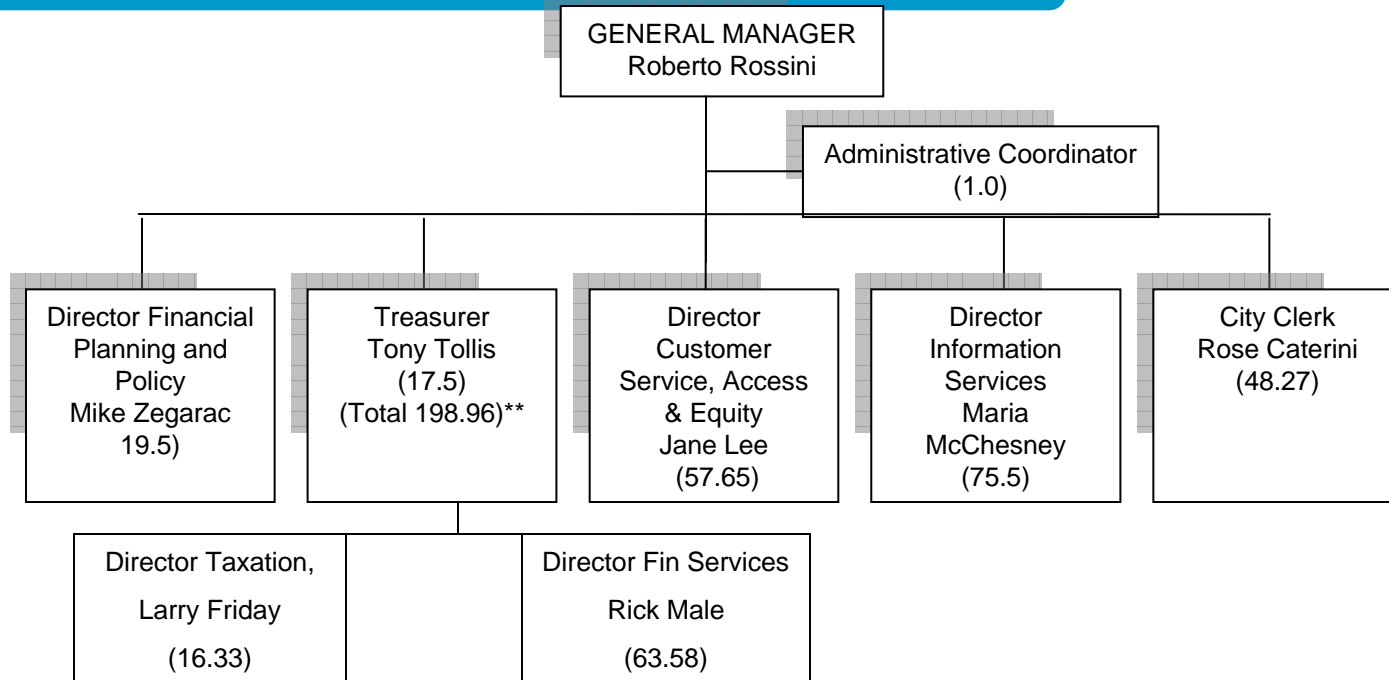 GENERAL MANAGER
Roberto Rossini
Administrative Coordinator
(1.0)
Director Financial
Planning and
Policy
Mike Zegarac
19.5)
Treasurer
Tony Tollis
(17.5)
(Total 198.96)**
Director
Customer
Service, Access
& Equity
Jane Lee
(57.65)
Director
Information
Services
Maria
McChesney
(75.5)
City Clerk
Rose Caterini
(48.27)
Director Taxation,
Larry Friday
(16.33)
Director Fin Services
Rick Male
(63.58)